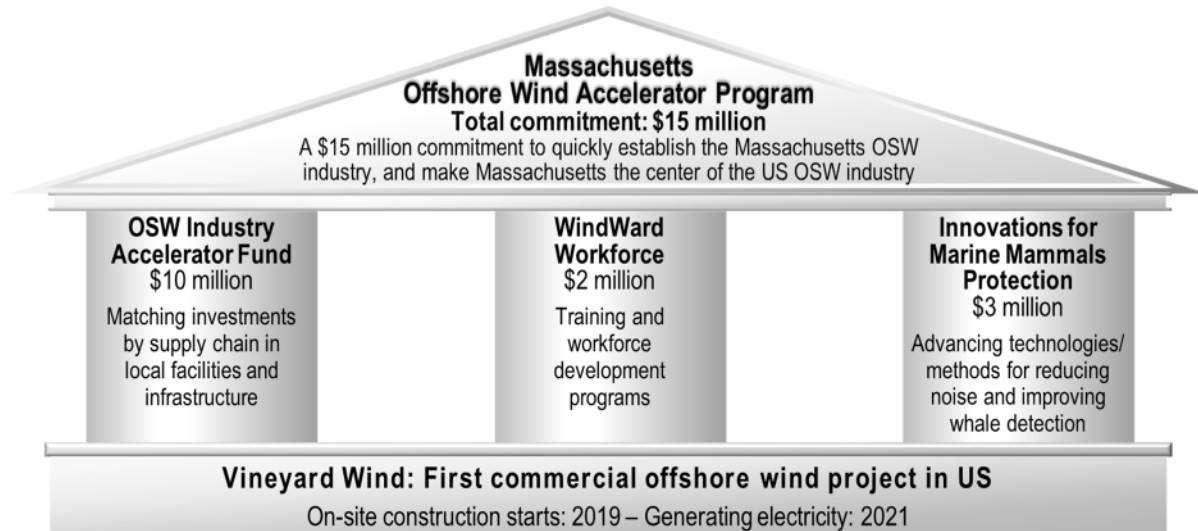 Massachusetts
Offshore Wind Accelerator Program
Total commitment: $15 million
A $15 million commitment to quickly establish the Massachusetts OSW
industry, and make Massachusetts the center of the US OSW industry
OSW Industry
Accelerator Fund
$10 million
Matching investments
by supply chain in
local facilities and
infrastructure
WindWard
Workforce
$2 million
Training and
workforce
development
programs
Innovations for
Marine Mammals
Protection
$3 million
Advancing technologies/
methods for reducing
noise and improving
whale detection
Vineyard Wind: First commercial offshore wind project in US
On-site construction starts: 2019 – Generating electricity: 2021